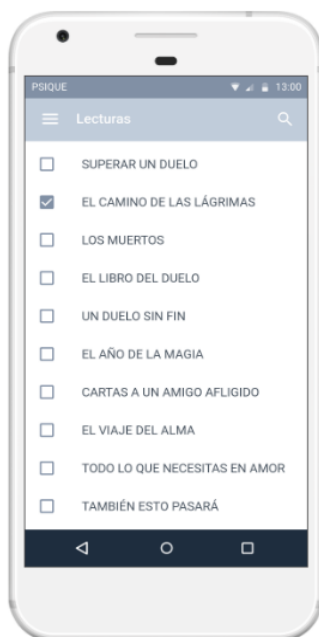 PSIQUE 13:00
Lecturas
SUPERAR UN DUELO
EL CAMINO DE LAS LÁGRIMAS
LOS MUERTOS
EL LIBRO DEL DUELO
UN DUELO SIN FIN
EL AÑO DE LA MAGIA
CARTAS A UN AMIGO AFLIGIDO
EL VIAJE DEL ALMA
TODO LO QUE NECESITAS EN AMOR
TAMBIÉN ESTO PASARÁ